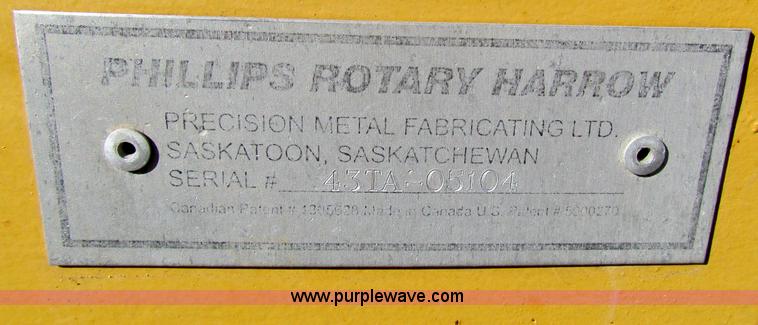 PHILLIPS ROTARY HARROW
PRECISION METAL FABRICATING LTD.
SASKATOON, SASKATCHEWAN
SERIAL # 43TA-05104
Canadian Patent # Made in Canada U.S. Patent #
www.purplewave.com